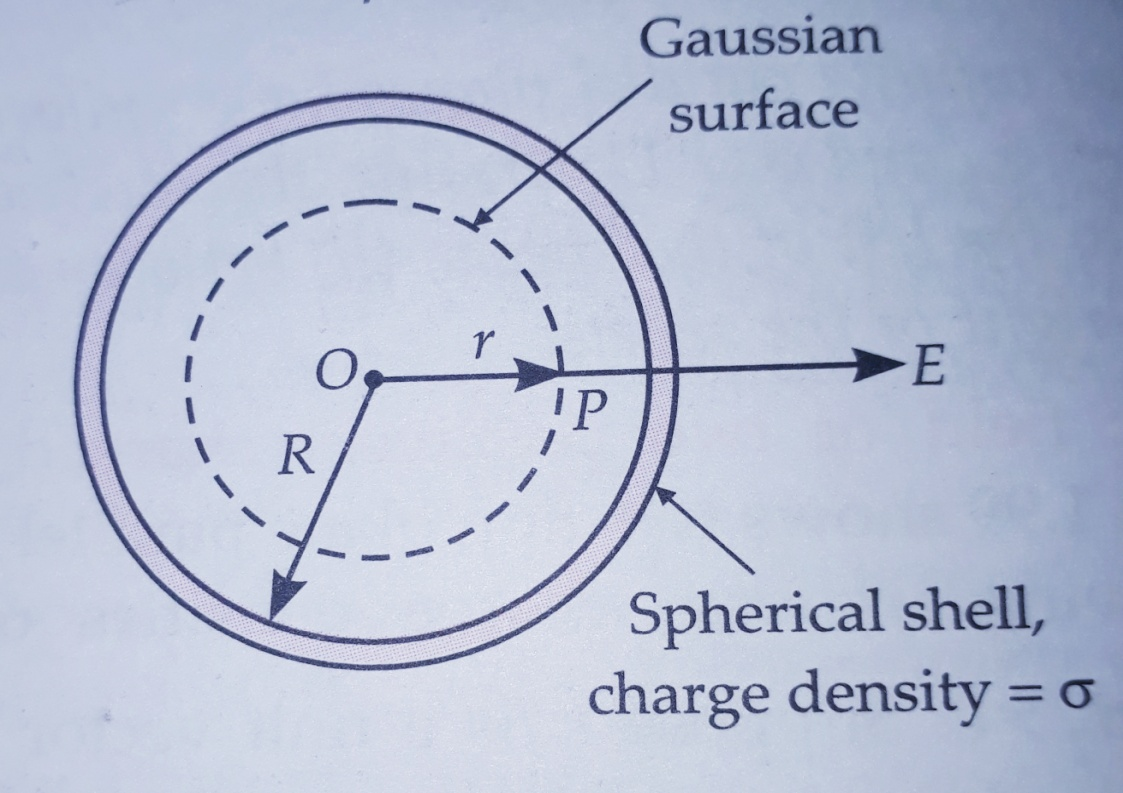 Gaussian
surface
r
O
E
P
R
Spherical shell,
charge density = σ